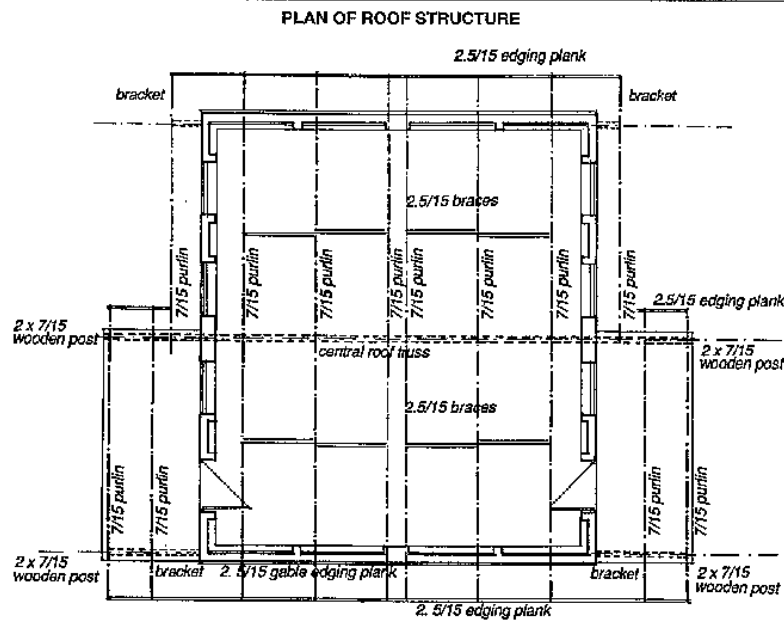 PLAN OF ROOF STRUCTURE
2.5/15 edging plank
bracket
bracket
2.5/15 braces
7/15 purlin
7/15 purlin
7/15 purlin
7/15 purlin
7/15 purlin
7/15 purlin
7/15 purlin
7/15 purlin
2.5/15 edging plank
2 x 7/15
wooden post
central roof truss
2 x 7/15
wooden post
2.5/15 braces
7/15 purlin
7/15 purlin
7/15 purlin
7/15 purlin
2 x 7/15
wooden post
bracket
2. 5/15 gable edging plank
bracket
2 x 7/15
wooden post
2. 5/15 edging plank